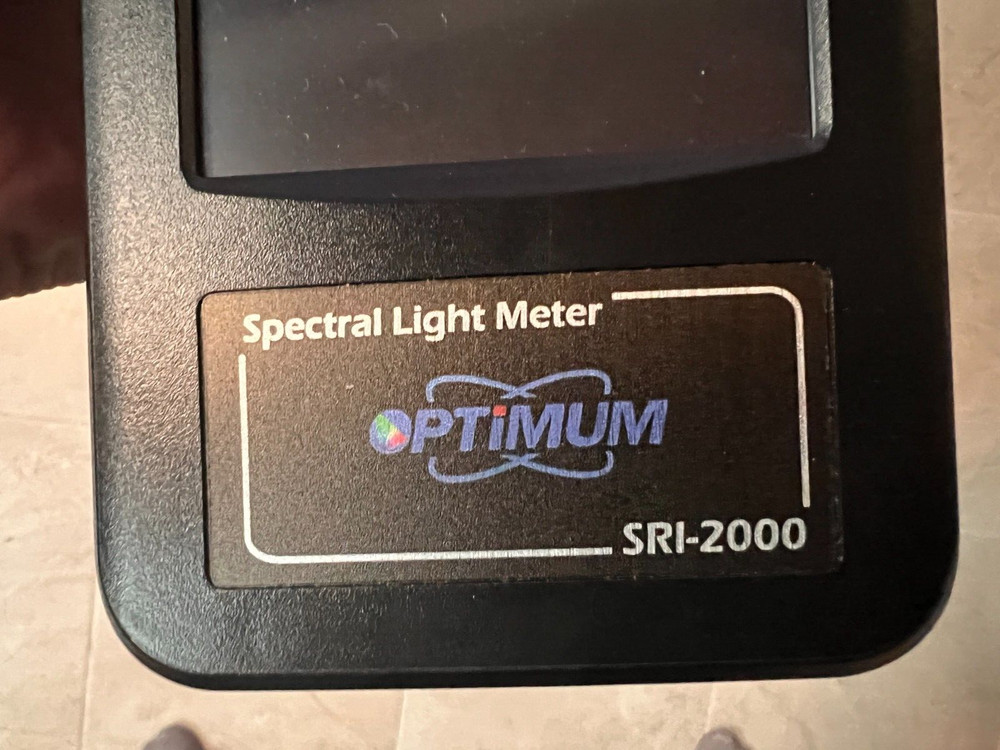 Spectral Light Meter
OPTiMUM
SRI-2000